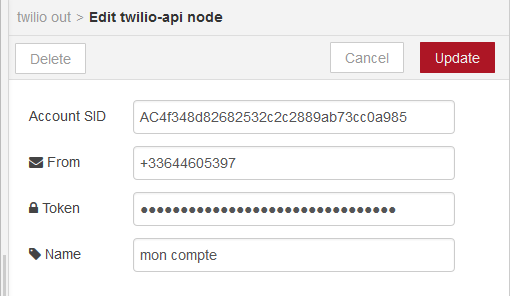 twilio out > Edit twilio-api node
Delete Cancel Update
Account SID AC4f348d82682532c2c2889ab73cc0a985
From +33644605397
Token ●●●●●●●●●●●●●●●●●●●●●●●●●●●●●●●●
Name mon compte